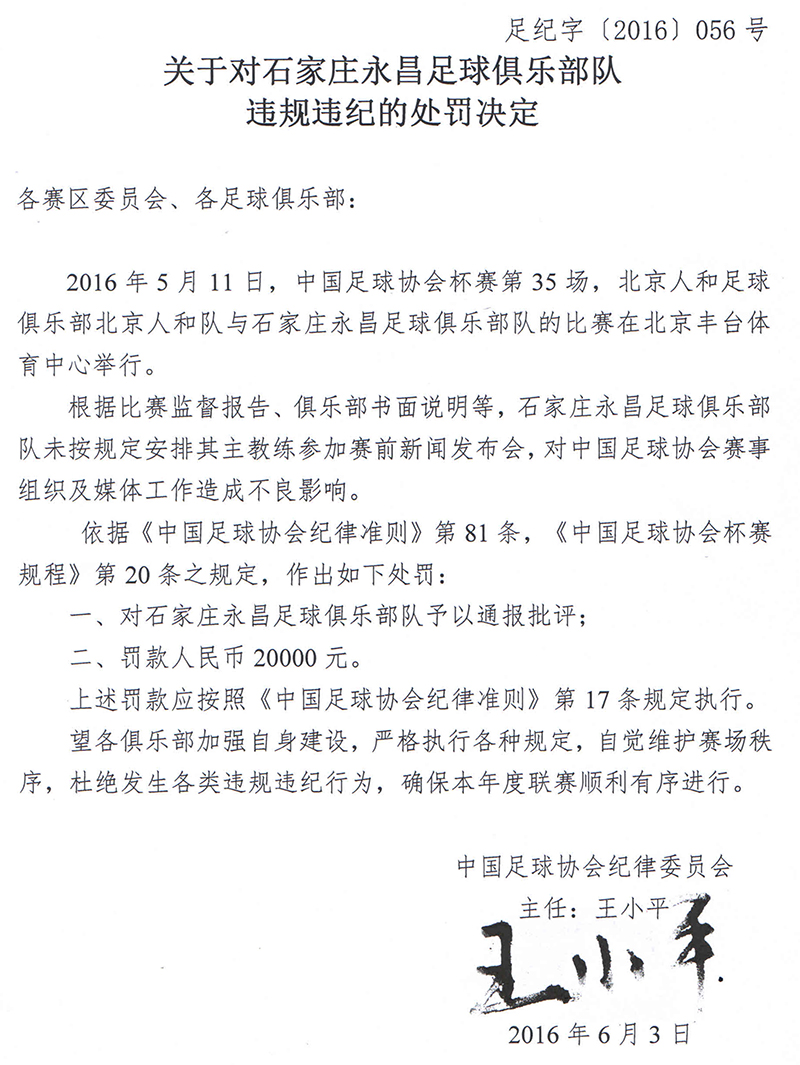 足纪字〔2016〕056 号
关于对石家庄永昌足球俱乐部队
违规违纪的处罚决定
各赛区委员会、各足球俱乐部：
2016 年 5 月 11 日，中国足球协会杯赛第 35 场，北京人和足球
俱乐部北京人和队与石家庄永昌足球俱乐部队的比赛在北京丰台体
育中心举行。
根据比赛监督报告、俱乐部书面说明等，石家庄永昌足球俱乐部
队未按规定安排其主教练参加赛前新闻发布会，对中国足球协会赛事
组织及媒体工作造成不良影响。
依据《中国足球协会纪律准则》第 81 条，《中国足球协会杯赛
规程》第 20 条之规定，作出如下处罚：
一、对石家庄永昌足球俱乐部队予以通报批评；
二、罚款人民币 20000 元。
上述罚款应按照《中国足球协会纪律准则》第 17 条规定执行。
望各俱乐部加强自身建设，严格执行各种规定，自觉维护赛场秩
序，杜绝发生各类违规违纪行为，确保本年度联赛顺利有序进行。
中国足球协会纪律委员会
主任：王小平
王小平
2016 年 6 月 3 日